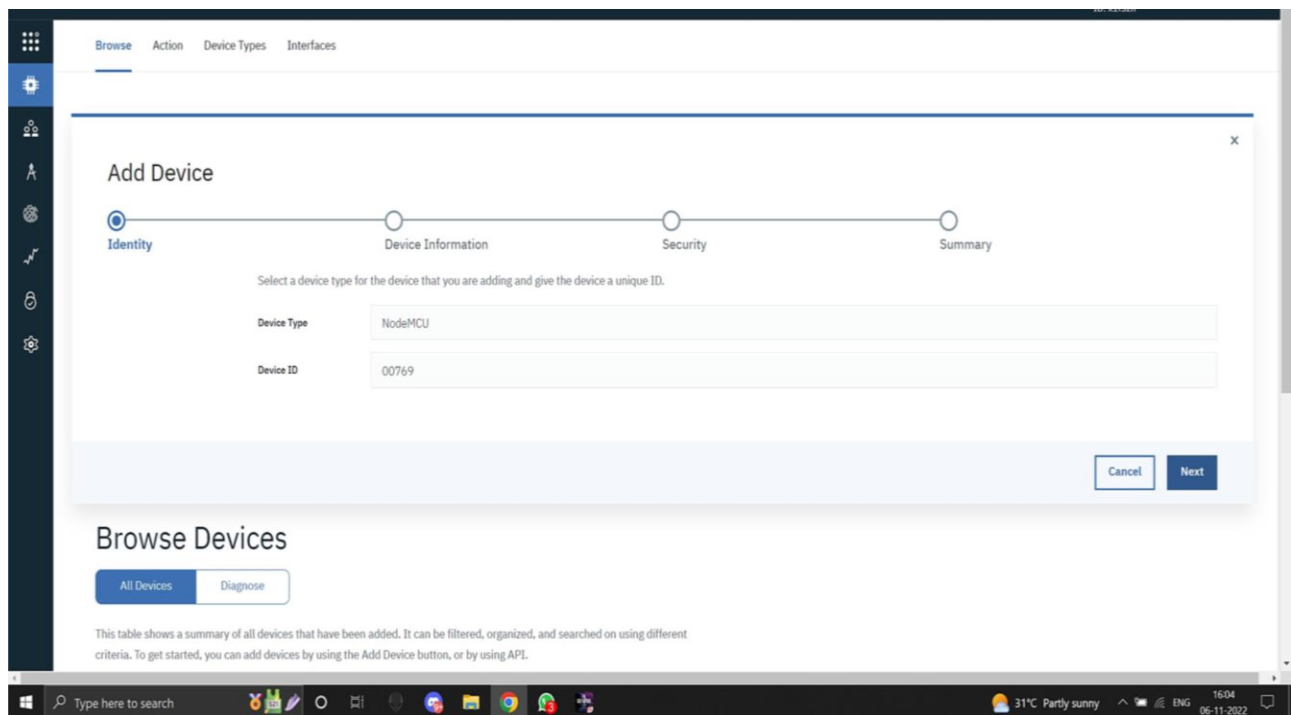 Browse Action Device Types Interfaces
x
Add Device
Identity Device Information Security Summary
Select a device type for the device that you are adding and give the device a unique ID.
Device Type NodeMCU
Device ID 00769
Cancel Next
Browse Devices
All Devices Diagnose
This table shows a summary of all devices that have been added. It can be filtered, organized, and searched on using different
criteria. To get started, you can add devices by using the Add Device button, or by using API.
Type here to search 31°C Partly sunny ENG 16:04
06-11-2022